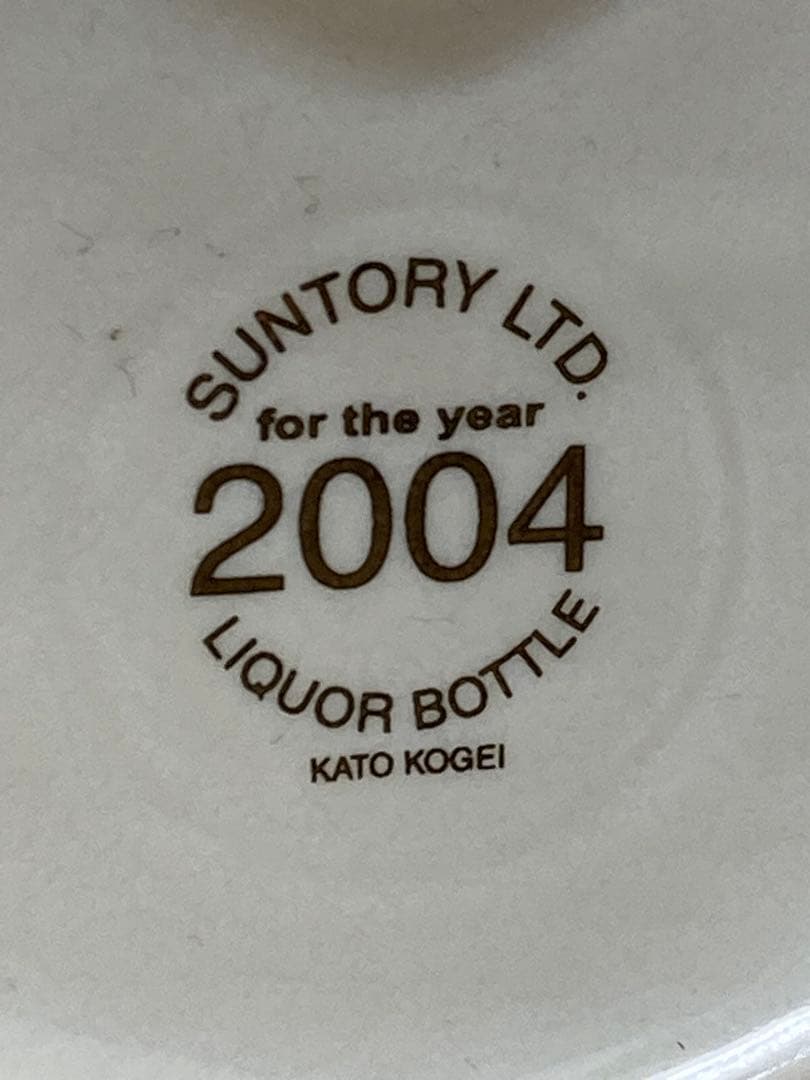 SUNTORY LTD.
for the year
2004
LIQUOR BOTTLE
KATO KOGEI